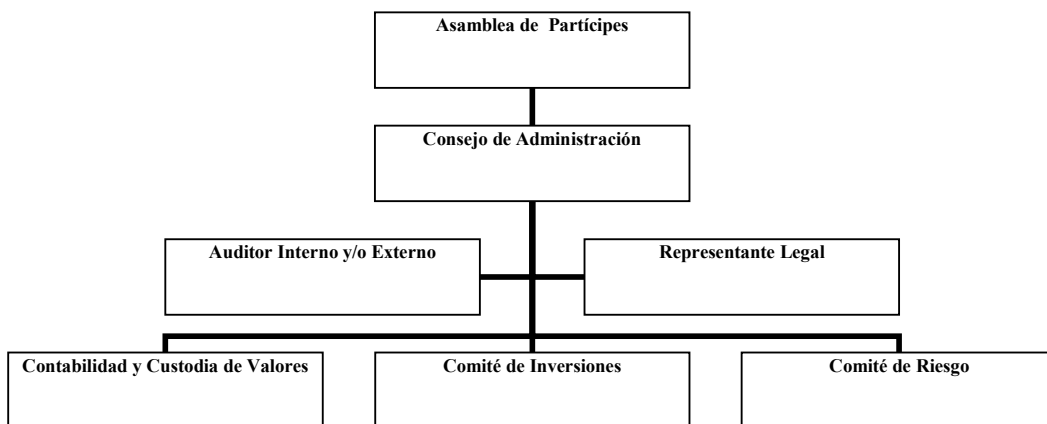 Asamblea de Partícipes
Consejo de Administración
Auditor Interno y/o Externo
Representante Legal
Contabilidad y Custodia de Valores
Comité de Inversiones
Comité de Riesgo